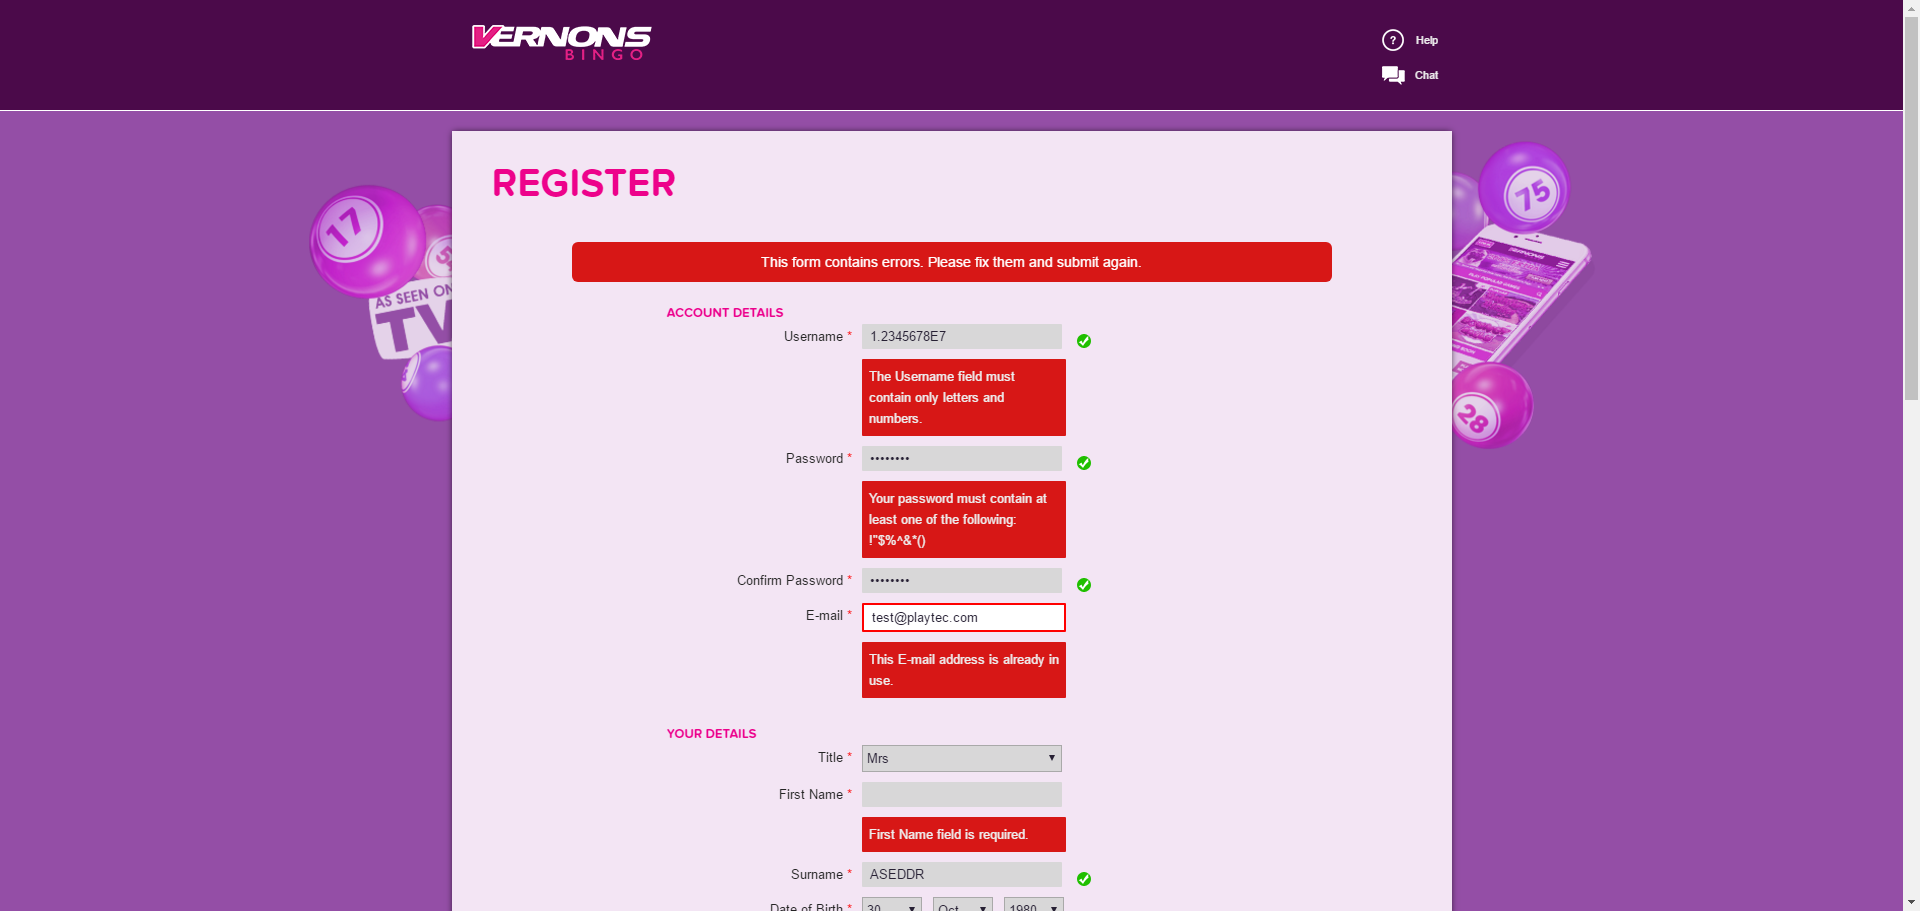 VERNONS
BINGO
? Help
Chat
REGISTER
17
75
AS SEEN ON
TV
28
This form contains errors. Please fix them and submit again.
ACCOUNT DETAILS
Username * 1.2345678E7
The Username field must
contain only letters and
numbers.
Password * ••••••••
Your password must contain at
least one of the following:
!"$%^&*()
Confirm Password * ••••••••
E-mail * test@playtec.com
This E-mail address is already in
use.
YOUR DETAILS
Title * Mrs
First Name *
First Name field is required.
Surname * ASEDDR
Date of Birth * 30 Oct 1980